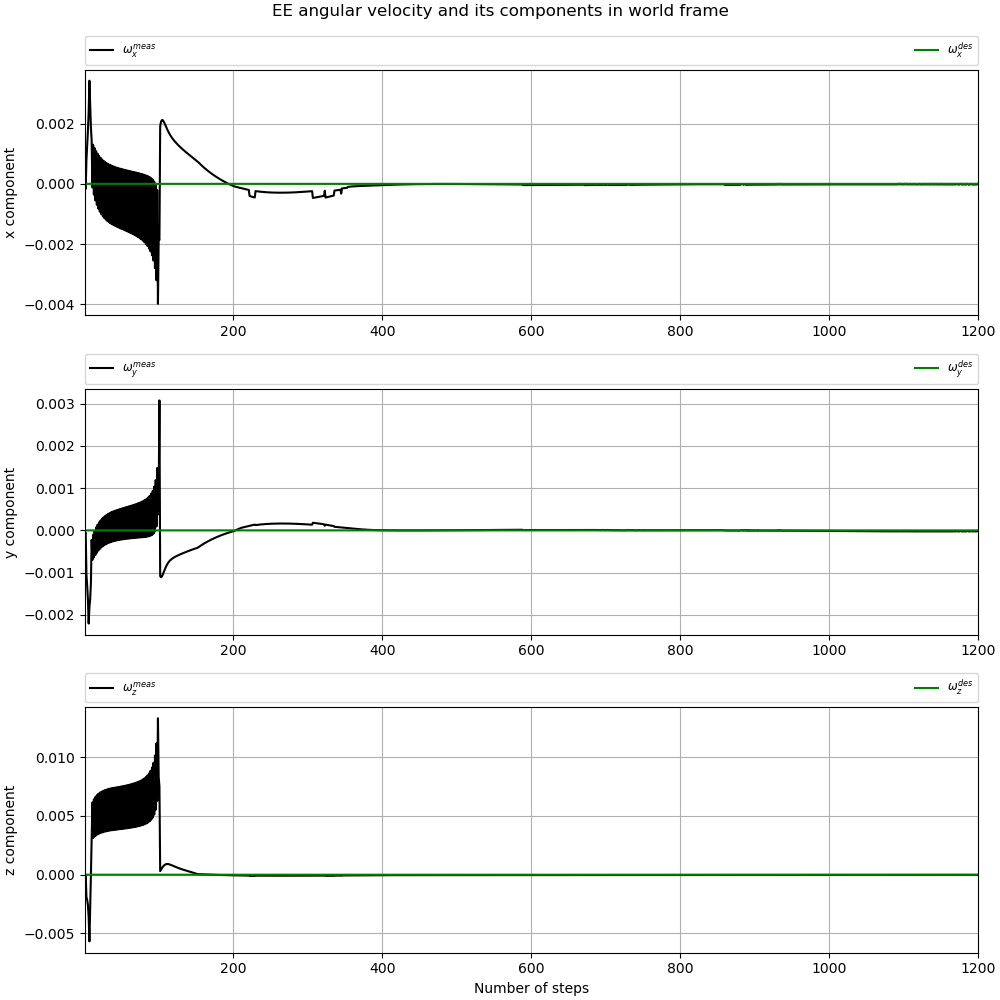 EE angular velocity and its components in world frame
ω_x^{meas} ω_x^{des}
0.002
0.000
−0.002
−0.004
x component
200 400 600 800 1000 1200
ω_y^{meas} ω_y^{des}
0.003
0.002
0.001
0.000
−0.001
−0.002
y component
200 400 600 800 1000 1200
ω_z^{meas} ω_z^{des}
0.010
0.005
0.000
−0.005
z component
200 400 600 800 1000 1200
Number of steps